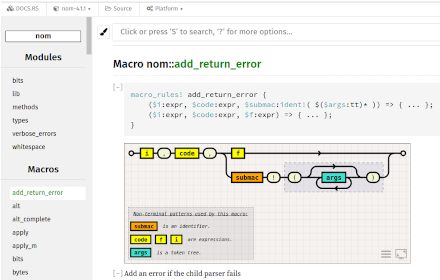 DOCS.RS
nom-4.1.1
Source
Platform
nom
Click or press 'S' to search, '?' for more options...
Modules
bits
lib
methods
types
verbose_errors
whitespace
Macros
add_return_error
alt
alt_complete
apply
apply_m
bits
bytes
Macro nom::add_return_error
[-]
macro_rules! add_return_error {
($i:expr, $code:expr, $submac:ident!( $($args:tt)* )) => { ... };
($i:expr, $code:expr, $f:expr) => { ... };
}
i , code , f
submac ! ( args )
Non-terminal patterns used by this macro:
submac is an identifier.
code f i are expressions.
args is a token tree.
[-] Add an error if the child parser fails